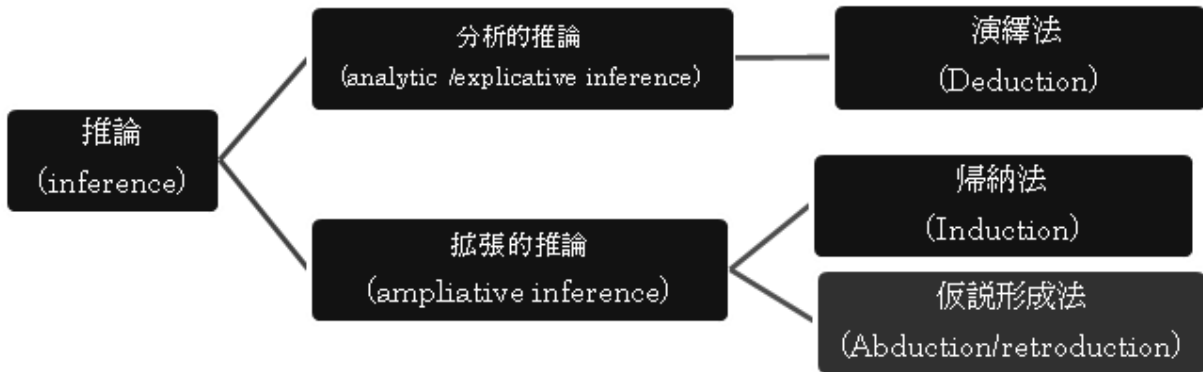 推論
(inference)
分析的推論
(analytic /explicative inference)
演繹法
(Deduction)
拡張的推論
(ampliative inference)
帰納法
(Induction)
仮説形成法
(Abduction/retroduction)